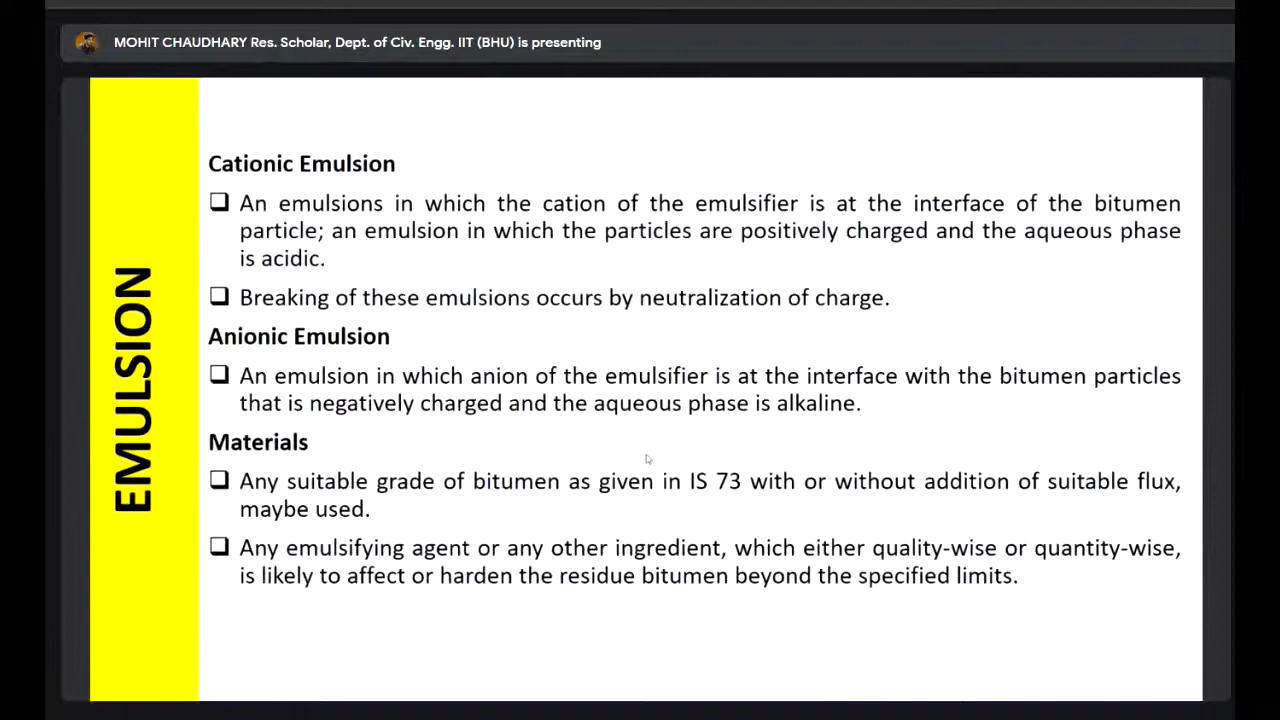 MOHIT CHAUDHARY Res. Scholar, Dept. of Civ. Engg. IIT (BHU) is presenting
EMULSION
Cationic Emulsion
An emulsions in which the cation of the emulsifier is at the interface of the bitumen
particle; an emulsion in which the particles are positively charged and the aqueous phase
is acidic.
Breaking of these emulsions occurs by neutralization of charge.
Anionic Emulsion
An emulsion in which anion of the emulsifier is at the interface with the bitumen particles
that is negatively charged and the aqueous phase is alkaline.
Materials
Any suitable grade of bitumen as given in IS 73 with or without addition of suitable flux,
maybe used.
Any emulsifying agent or any other ingredient, which either quality-wise or quantity-wise,
is likely to affect or harden the residue bitumen beyond the specified limits.